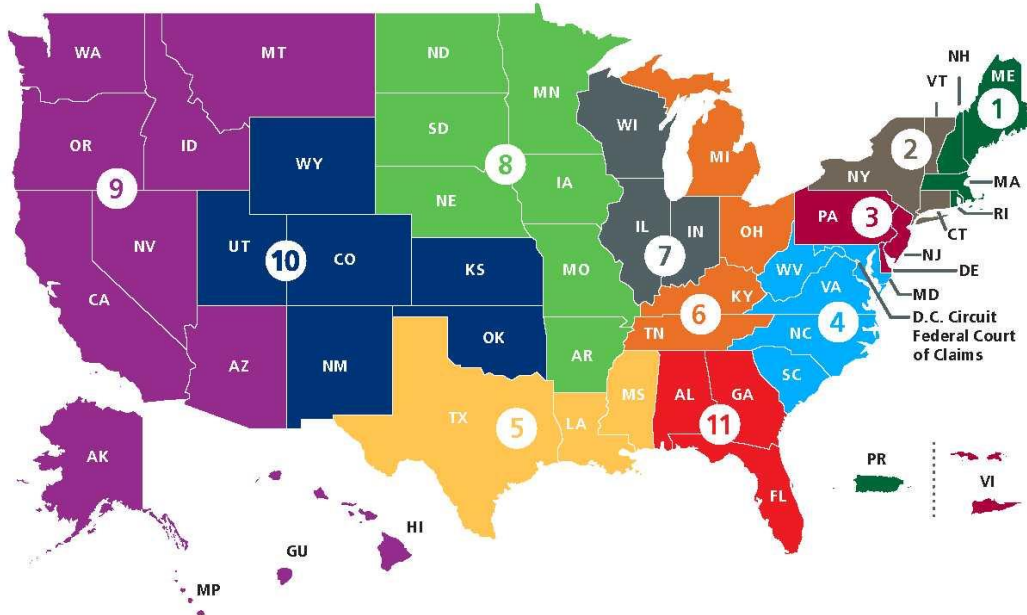 NH
ME
VT
1
WA
MT
ND
MN
OR
ID
SD
WI
MI
2
NY
MA
RI
CT
9
WY
8
IA
NE
PA
3
NJ
DE
MD
NV
UT
10
CO
IL
IN
OH
7
WV
VA
4
D.C. Circuit
Federal Court
of Claims
CA
KS
MO
KY
6
TN
NC
AZ
NM
OK
AR
SC
TX
5
LA
MS
AL
GA
11
FL
AK
PR
VI
HI
GU
MP